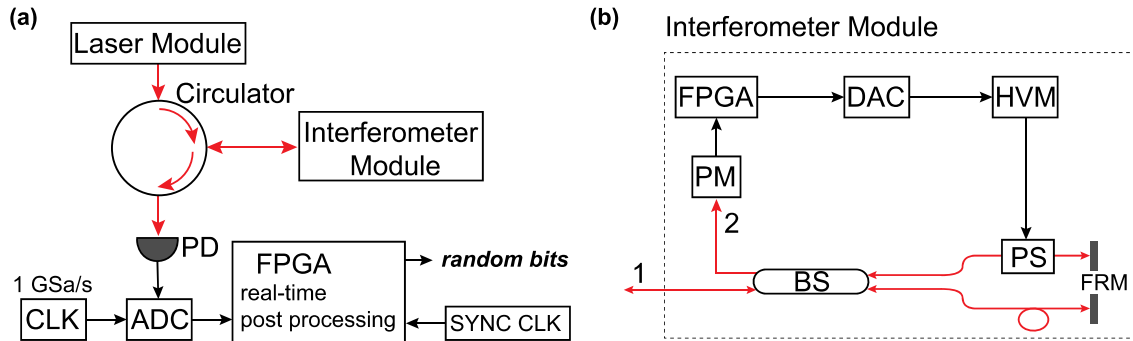 (a)
Laser Module
Circulator
Interferometer
Module
PD
1 GSa/s
CLK
ADC
FPGA
real-time
post processing
random bits
SYNC CLK
(b)
Interferometer Module
FPGA
DAC
HVM
PM
2
1
BS
PS
FRM